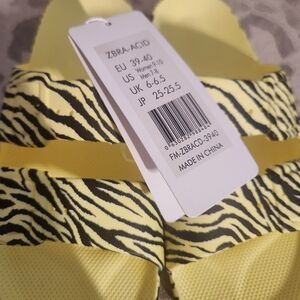 ZBRA-ACID
EU 39-40
US Women 9-10
Men 7-8
UK 6-6.5
JP 25-25.5
FM-ZBRACD-3940
MADE IN CHINA